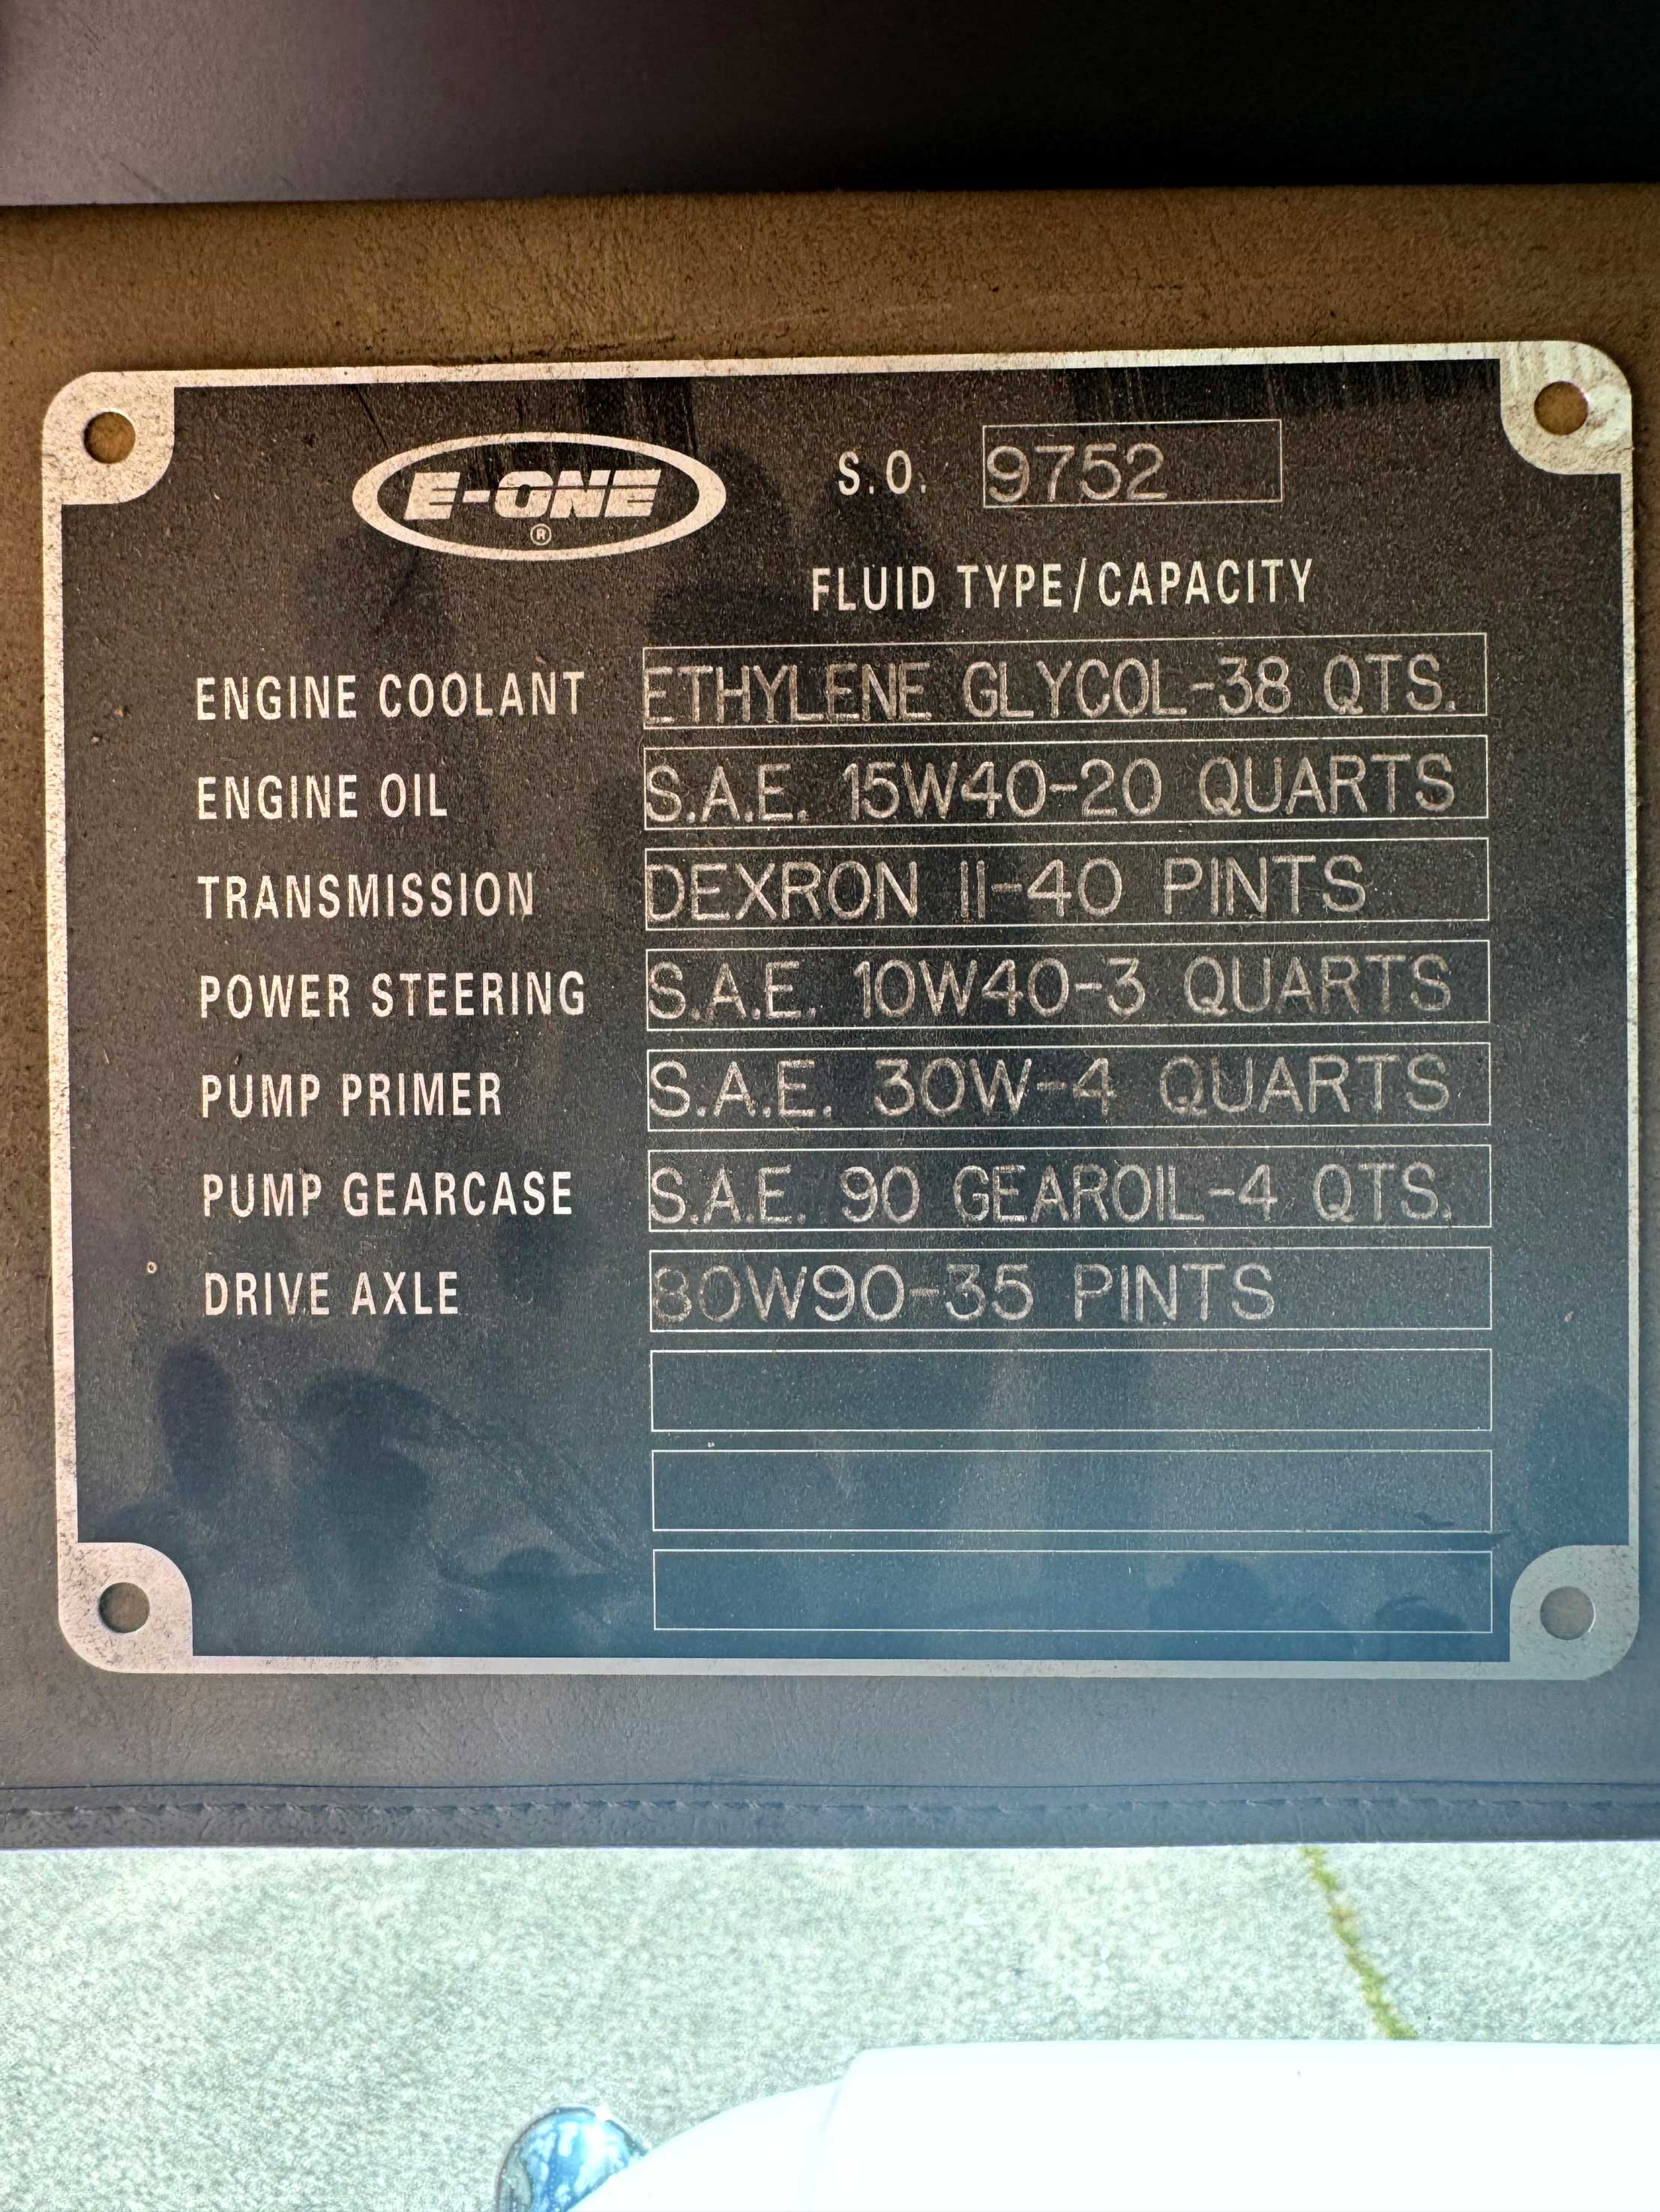 E-ONE
®
S.O. 9752
FLUID TYPE/CAPACITY
ENGINE COOLANT ETHYLENE GLYCOL-38 QTS.
ENGINE OIL S.A.E. 15W40-20 QUARTS
TRANSMISSION DEXRON II-40 PINTS
POWER STEERING S.A.E. 10W40-3 QUARTS
PUMP PRIMER S.A.E. 30W-4 QUARTS
PUMP GEARCASE S.A.E. 90 GEAROIL-4 QTS.
DRIVE AXLE 80W90-35 PINTS